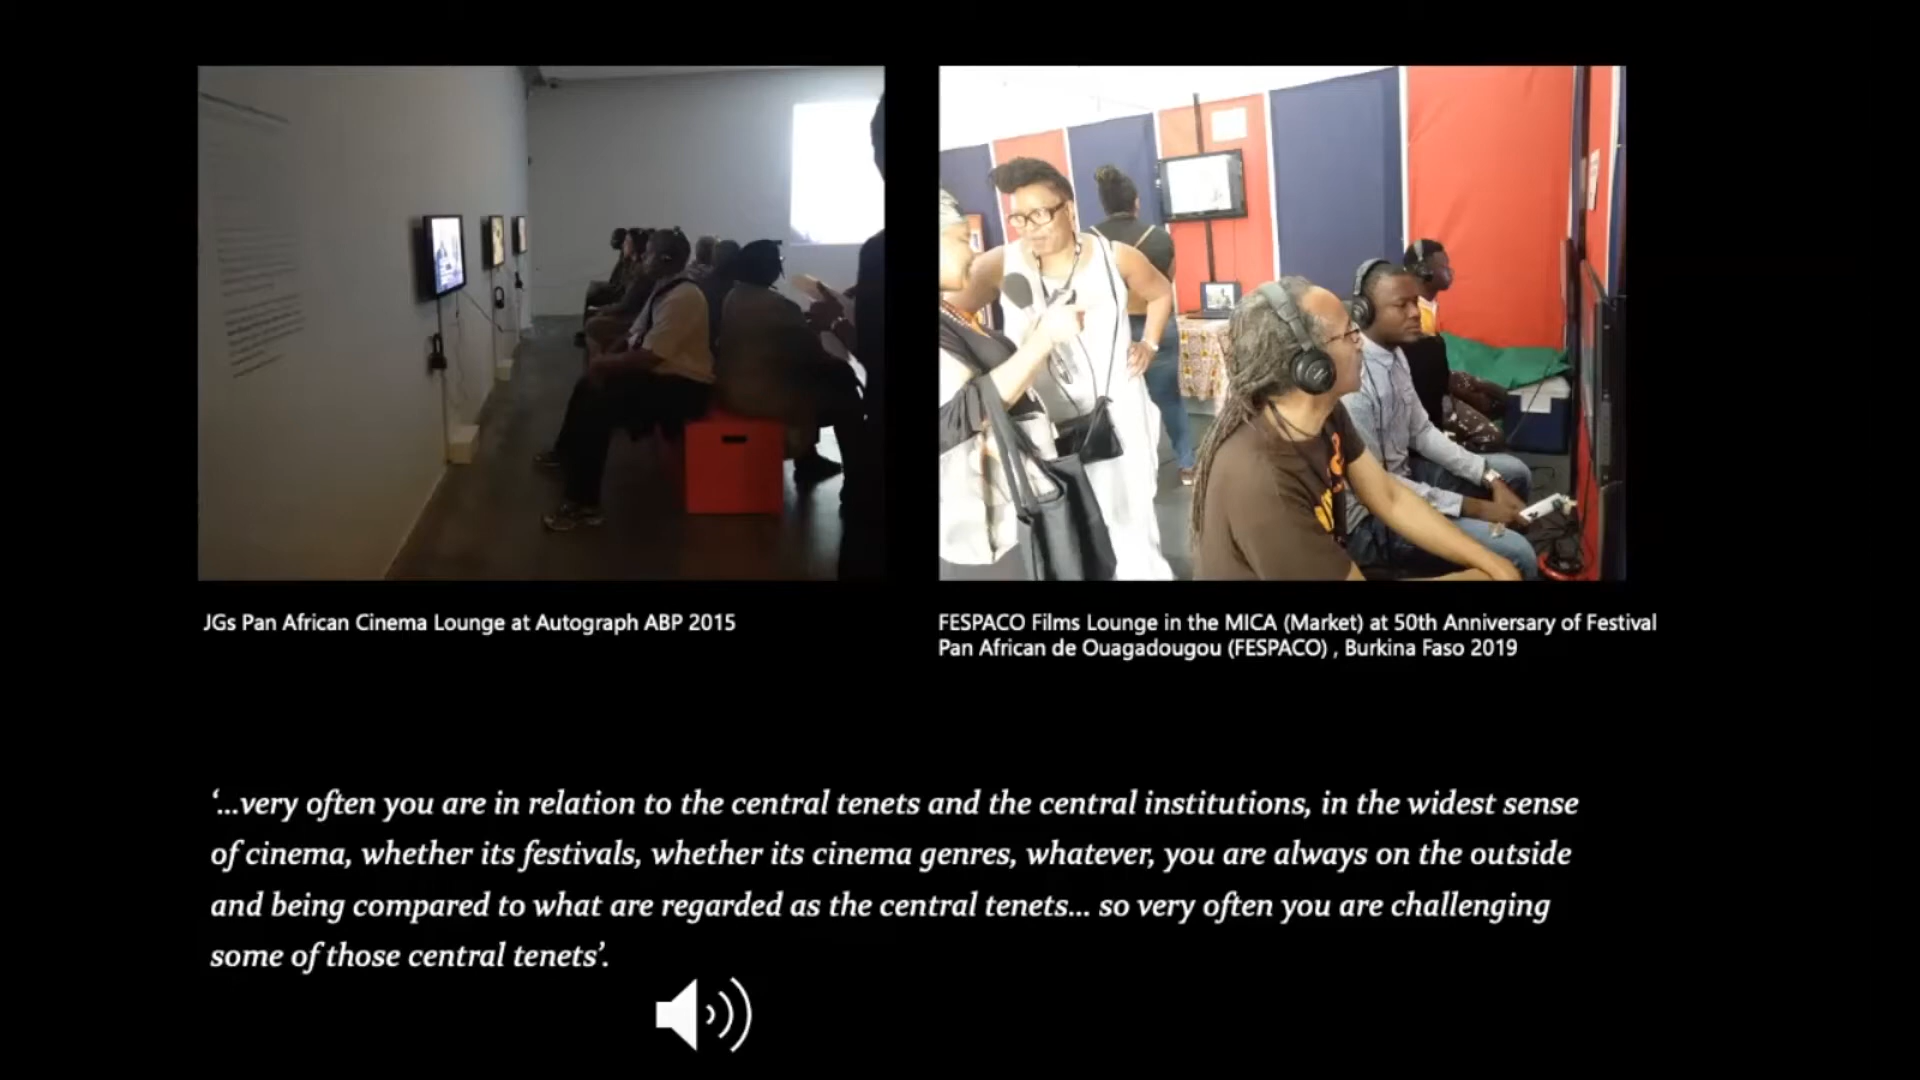 JGs Pan African Cinema Lounge at Autograph ABP 2015
FESPACO Films Lounge in the MICA (Market) at 50th Anniversary of Festival
Pan African de Ouagadougou (FESPACO) , Burkina Faso 2019
‘...very often you are in relation to the central tenets and the central institutions, in the widest sense
of cinema, whether its festivals, whether its cinema genres, whatever, you are always on the outside
and being compared to what are regarded as the central tenets... so very often you are challenging
some of those central tenets’.